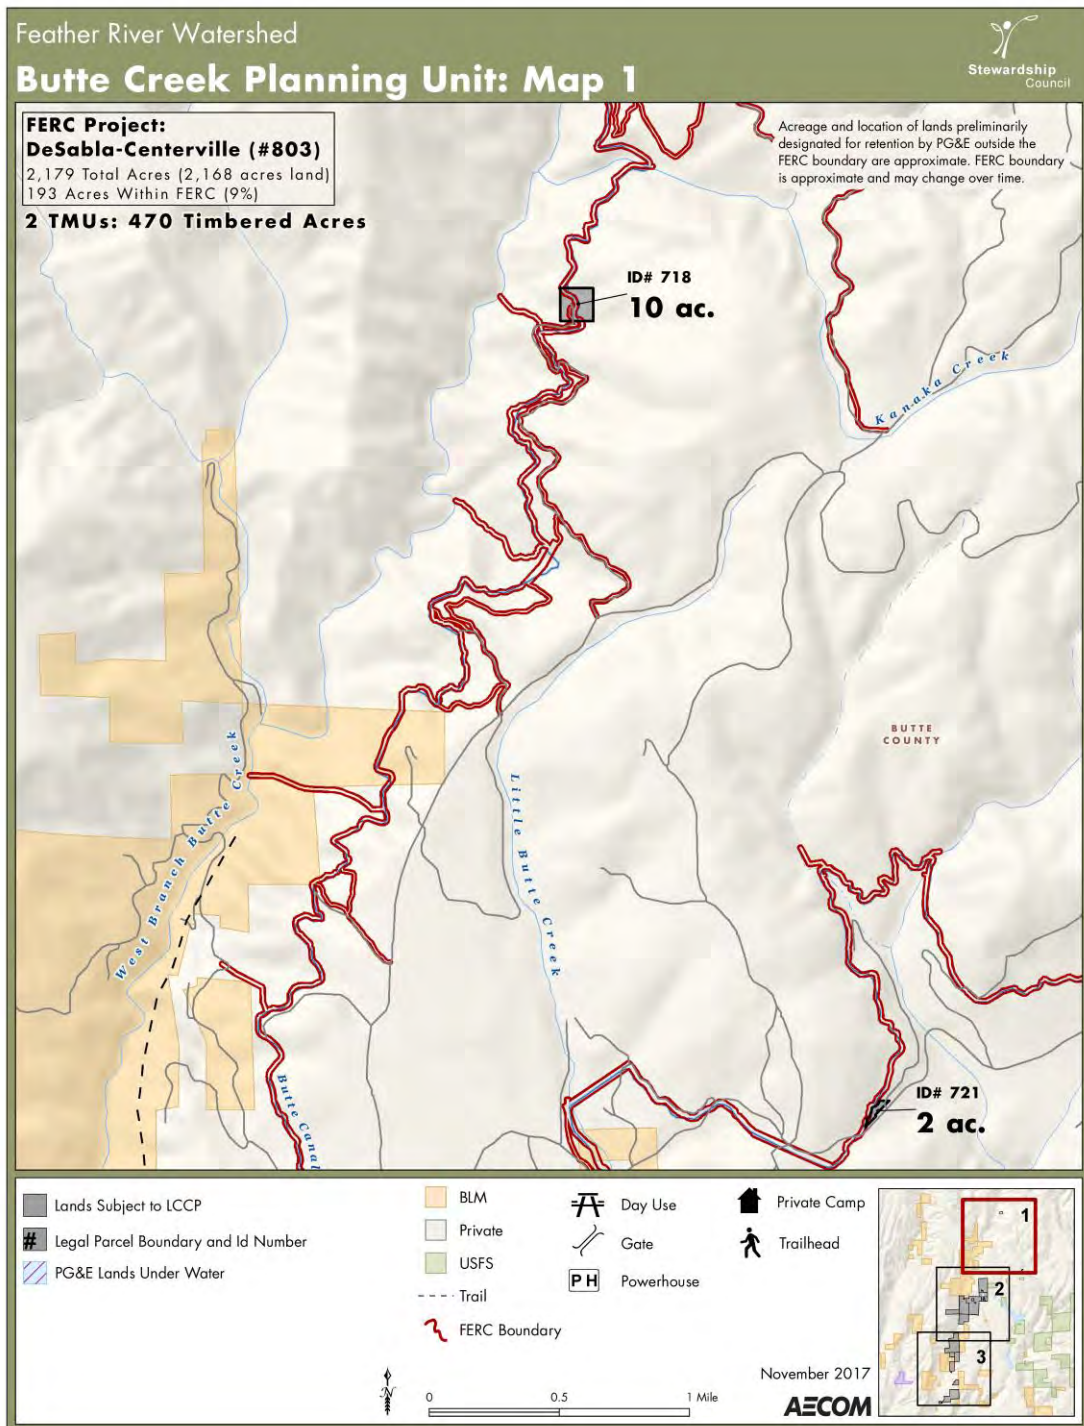 Feather River Watershed
Butte Creek Planning Unit: Map 1
Stewardship
Council
FERC Project:
DeSabla-Centerville (#803)
2,179 Total Acres (2,168 acres land)
193 Acres Within FERC (9%)
2 TMUs: 470 Timbered Acres
Acreage and location of lands preliminarily
designated for retention by PG&E outside the
FERC boundary are approximate. FERC boundary
is approximate and may change over time.
ID# 718
10 ac.
Kanaka Creek
BUTTE
COUNTY
West Branch Butte Creek
Little Butte Creek
Butte Canal
ID# 721
2 ac.
Lands Subject to LCCP
# Legal Parcel Boundary and Id Number
PG&E Lands Under Water
BLM
Private
USFS
Trail
FERC Boundary
Day Use
Gate
PH Powerhouse
Private Camp
Trailhead
1
2
3
N
0 0.5 1 Mile
November 2017
AECOM